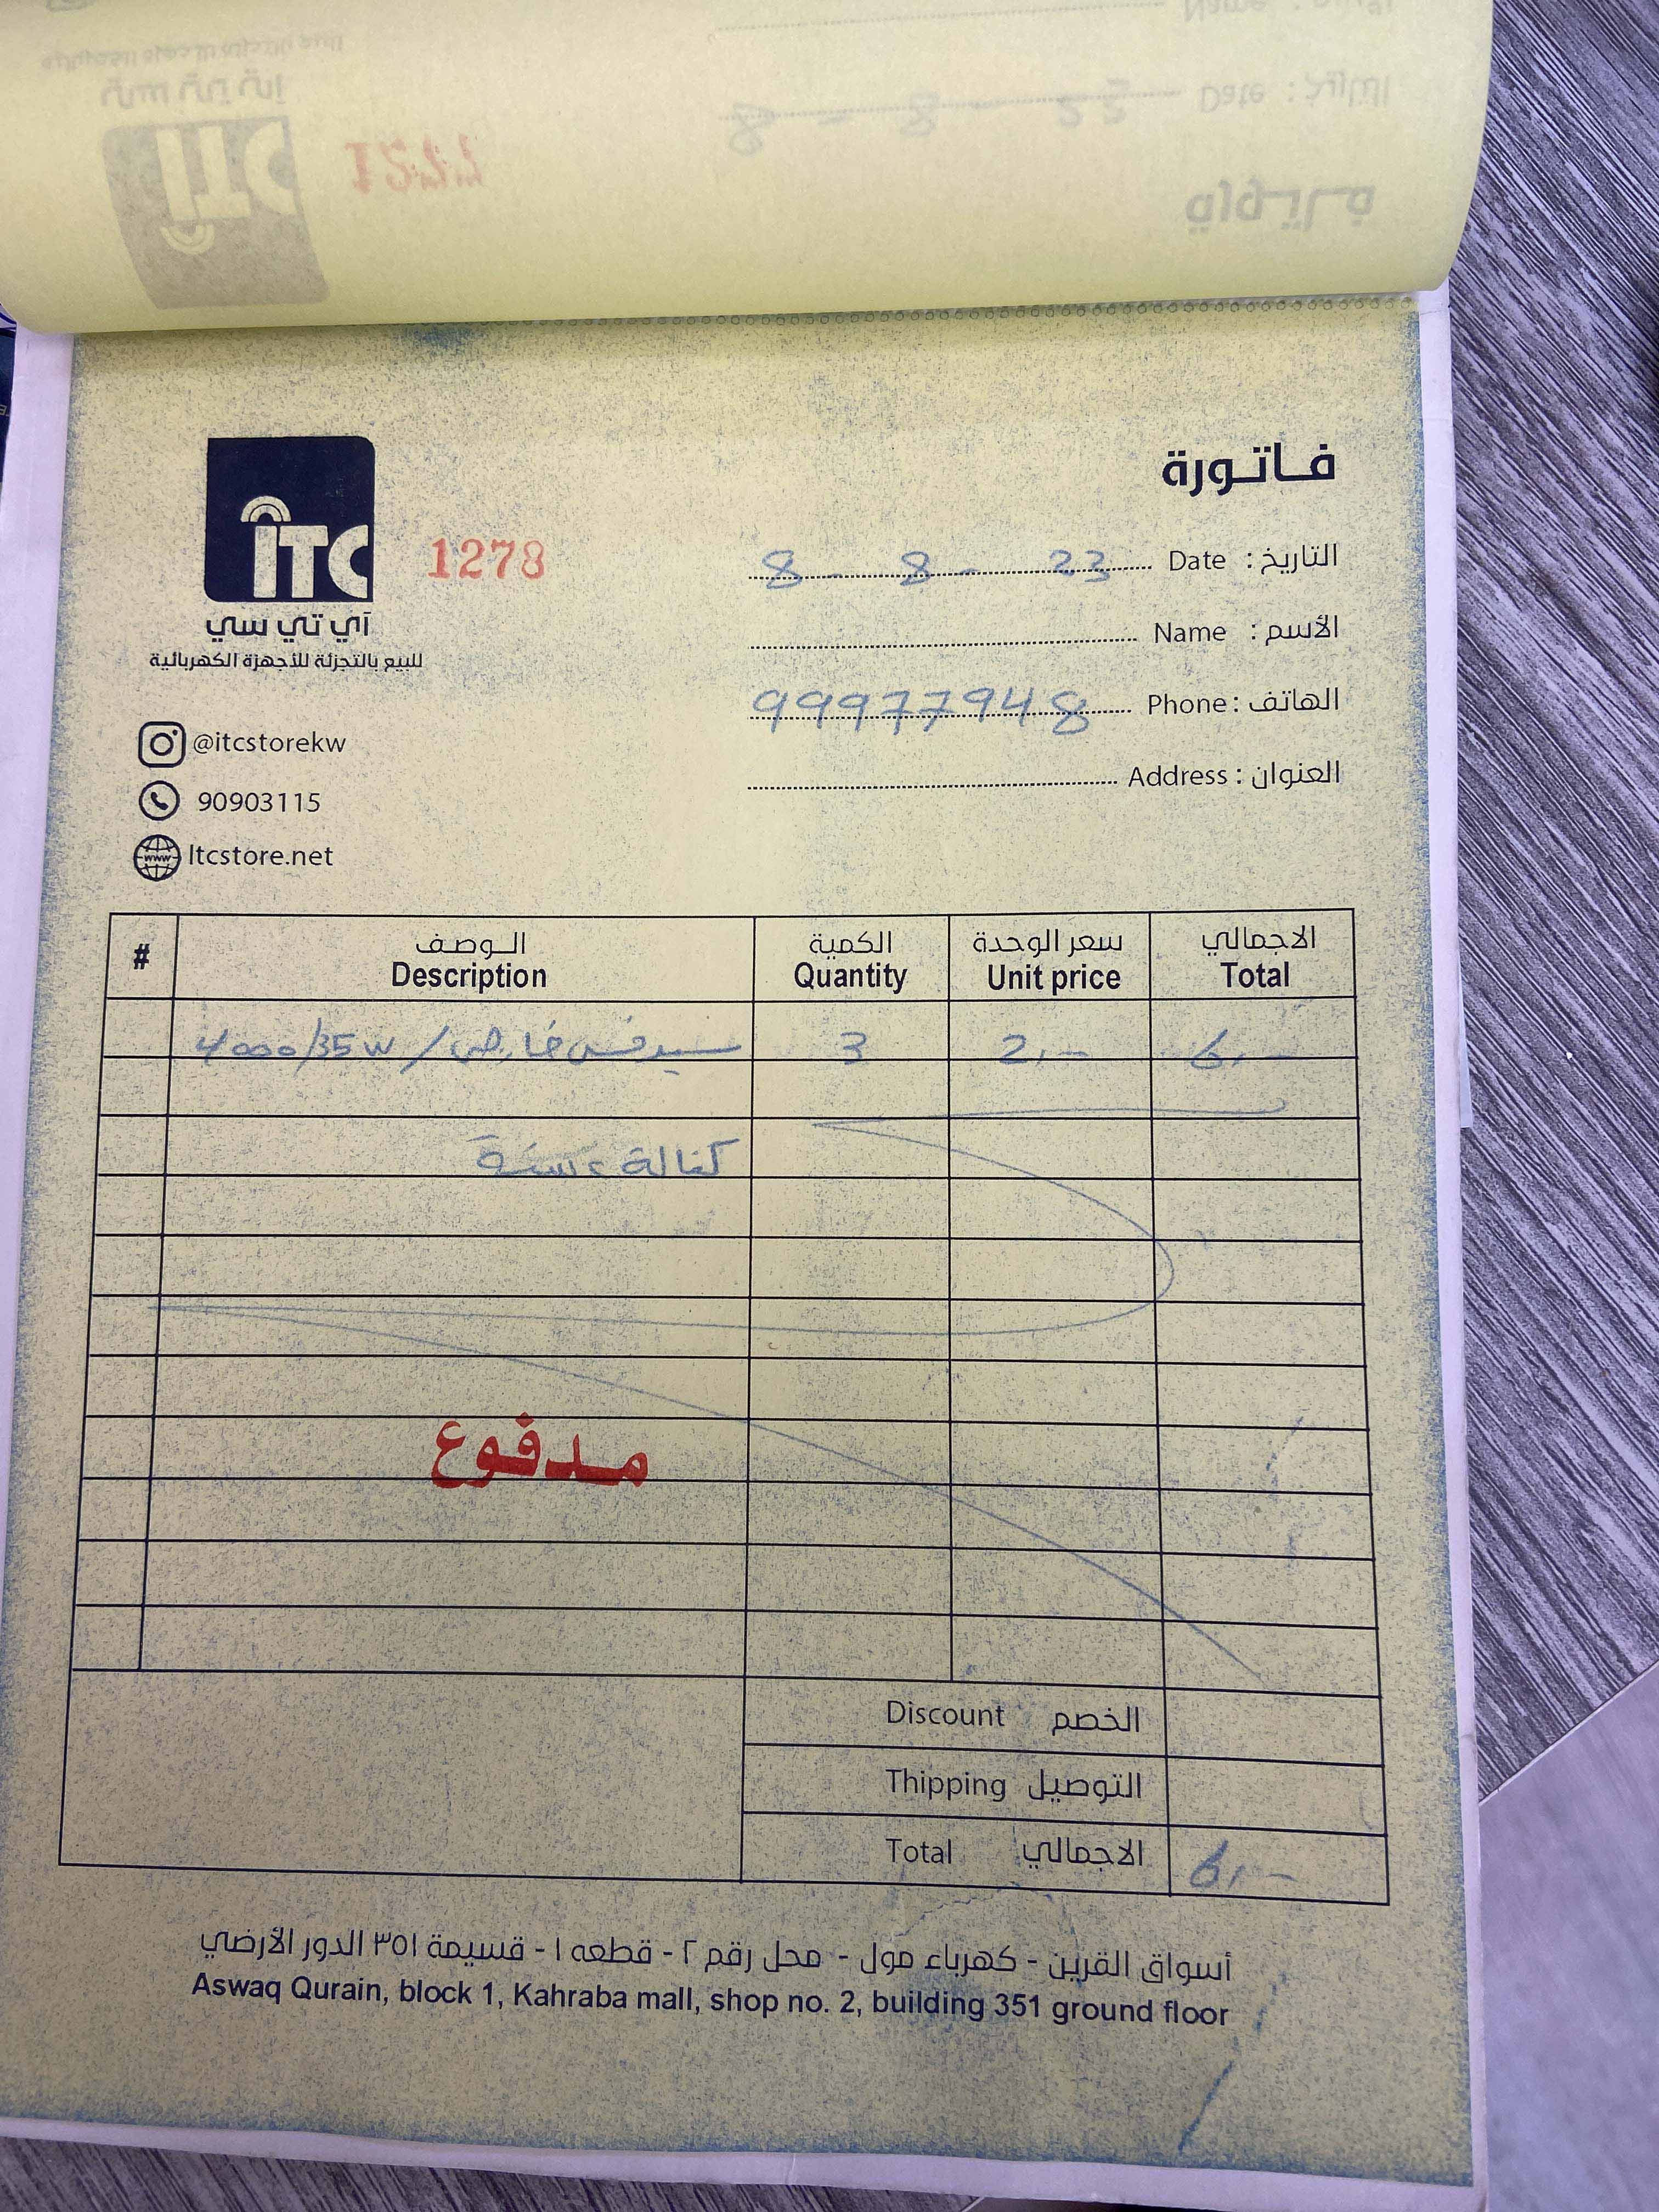 فاتورة
ITC
آي تي سي
للبيع بالتجزئة للأجهزة الكهربائية
1278
التاريخ : Date 8 - 8 - 23
الأسم : Name
الهاتف : Phone 99977948
العنوان : Address
@itcstorekw
90903115
Itcstore.net
# الوصف الكمية سعر الوحدة الاجمالي
Description Quantity Unit price Total
خارجي / 4000/35W 3 2,- 6,-
كفالة سنة
مدفوع
Discount الخصم
Thipping التوصيل
Total الاجمالي 6,-
أسواق القرين - كهرباء مول - محل رقم ٢ - قطعه ١ - قسيمة ٣٥١ الدور الأرضي
Aswaq Qurain, block 1, Kahraba mall, shop no. 2, building 351 ground floor